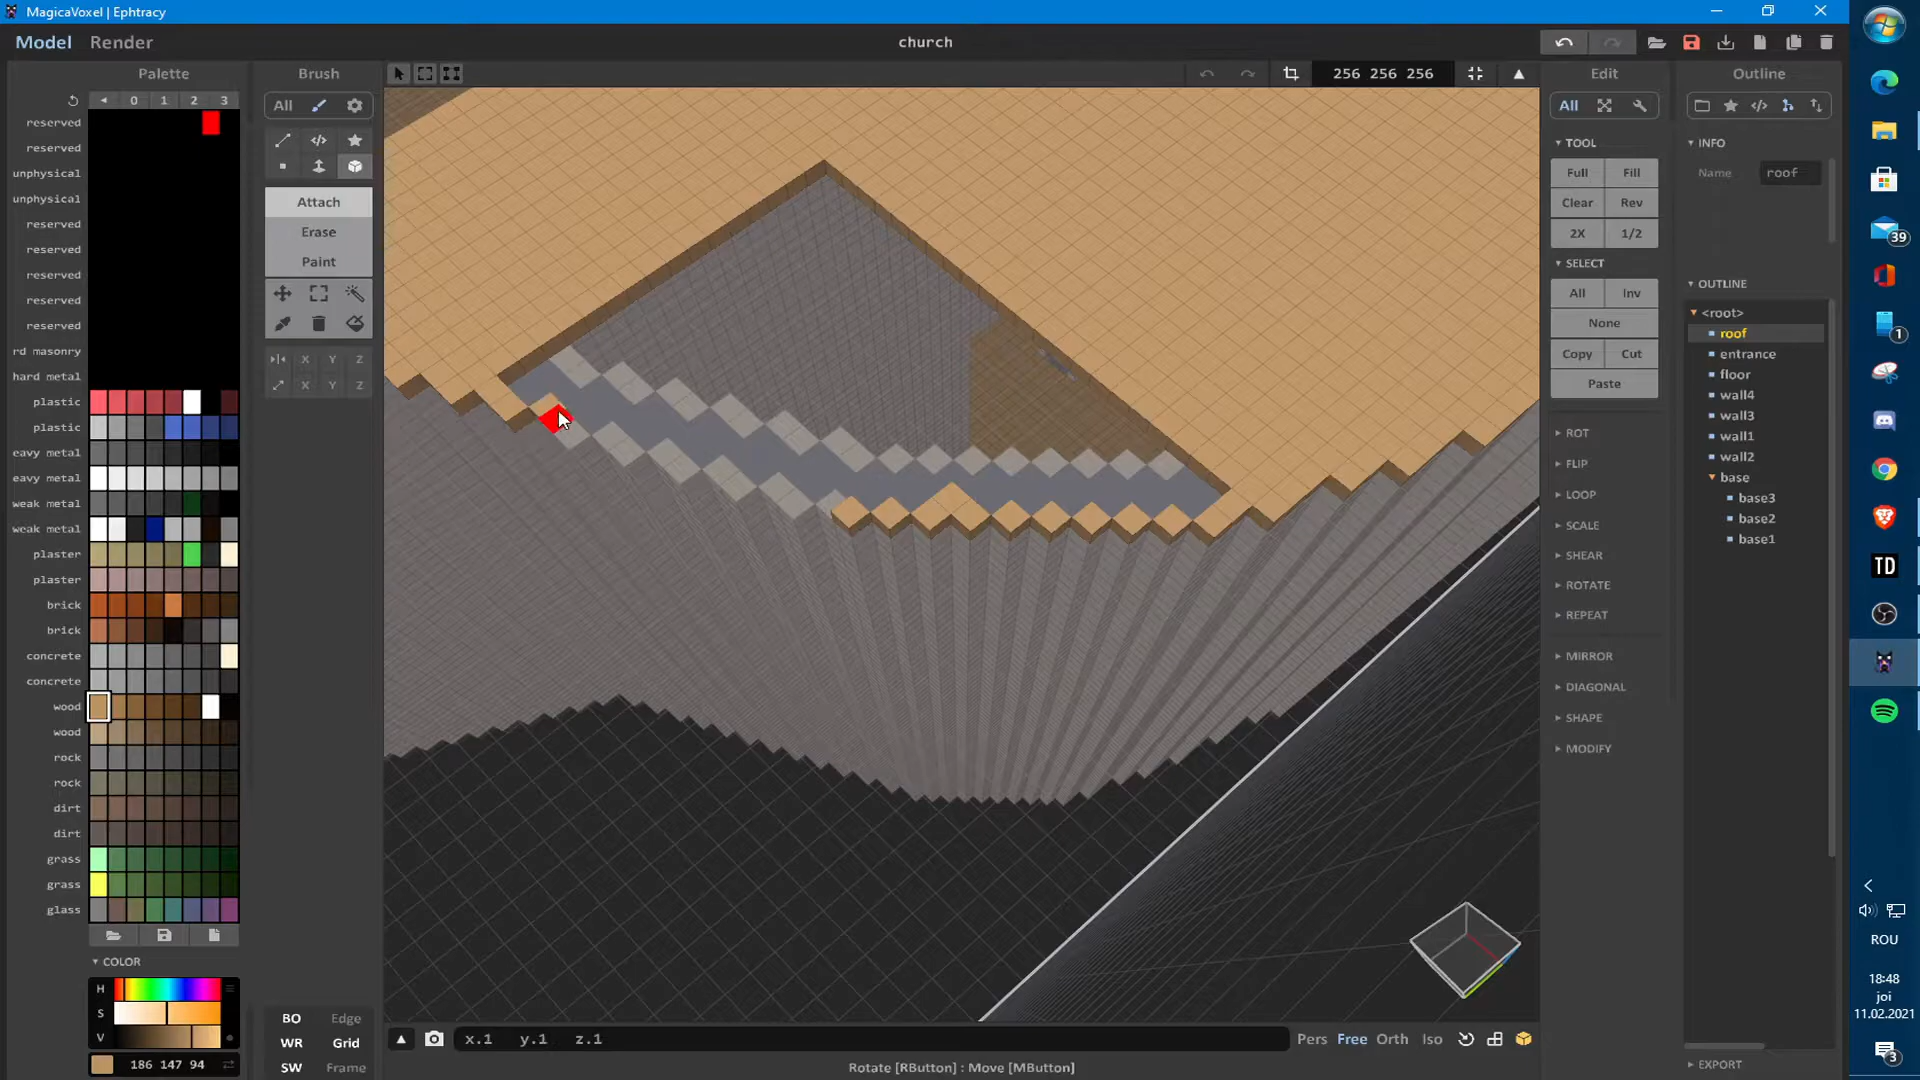 MagicaVoxel | Ephtracy
Model Render
church
Palette
0 1 2 3
reserved
reserved
unphysical
unphysical
reserved
reserved
reserved
reserved
reserved
rd masonry
hard metal
plastic
plastic
eavy metal
eavy metal
weak metal
weak metal
plaster
plaster
brick
brick
concrete
concrete
wood
wood
rock
rock
dirt
dirt
grass
grass
glass
COLOR
H
S
V
186 147 94
Brush
All
Attach
Erase
Paint
X Y Z
X Y Z
BO Edge
WR Grid
SW Frame
256 256 256
x.1 y.1 z.1
Pers Free Orth Iso
Rotate [RButton] : Move [MButton]
Edit
All
TOOL
Full Fill
Clear Rev
2X 1/2
SELECT
All Inv
None
Copy Cut
Paste
ROT
FLIP
LOOP
SCALE
SHEAR
ROTATE
REPEAT
MIRROR
DIAGONAL
SHAPE
MODIFY
Outline
INFO
Name roof
OUTLINE
<root>
roof
entrance
floor
wall4
wall3
wall1
wall2
base
base3
base2
base1
EXPORT
39
1
TD
ROU
18:48
joi
11.02.2021
3